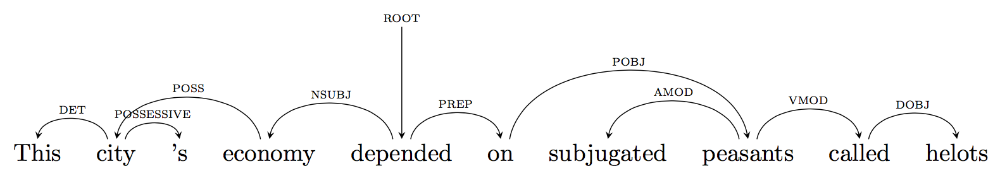 ROOT
POBJ
POSS NSUBJ AMOD
DET POSSESSIVE PREP VMOD DOBJ
This city 's economy depended on subjugated peasants called helots